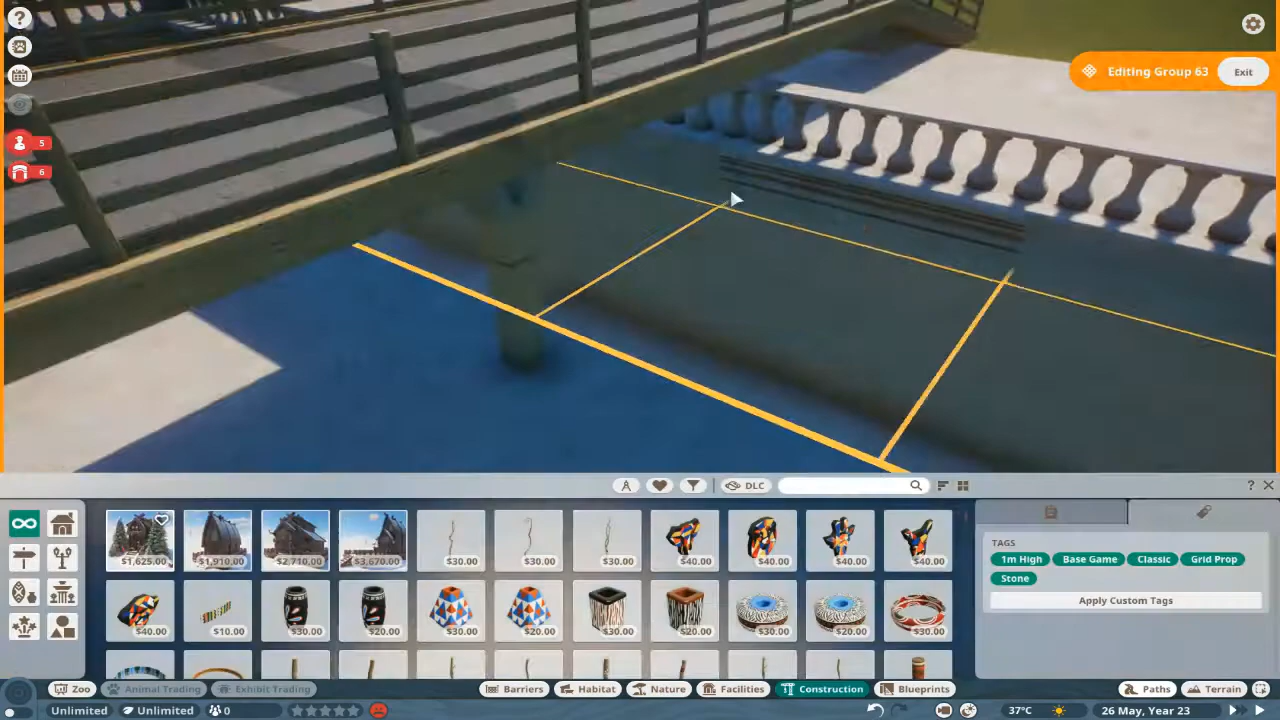 ?
Editing Group 63 Exit
5
6
DLC
? ×
$1,625.00 $1,910.00 $2,710.00 $3,670.00 $30.00 $30.00 $30.00 $40.00 $40.00 $40.00 $40.00
TAGS
1m High Base Game Classic Grid Prop
Stone
Apply Custom Tags
$40.00 $10.00 $30.00 $20.00 $30.00 $20.00 $30.00 $20.00 $30.00 $20.00 $30.00
Zoo Animal Trading Exhibit Trading Barriers Habitat Nature Facilities Construction Blueprints Paths Terrain
Unlimited Unlimited 0 37°C 26 May, Year 23